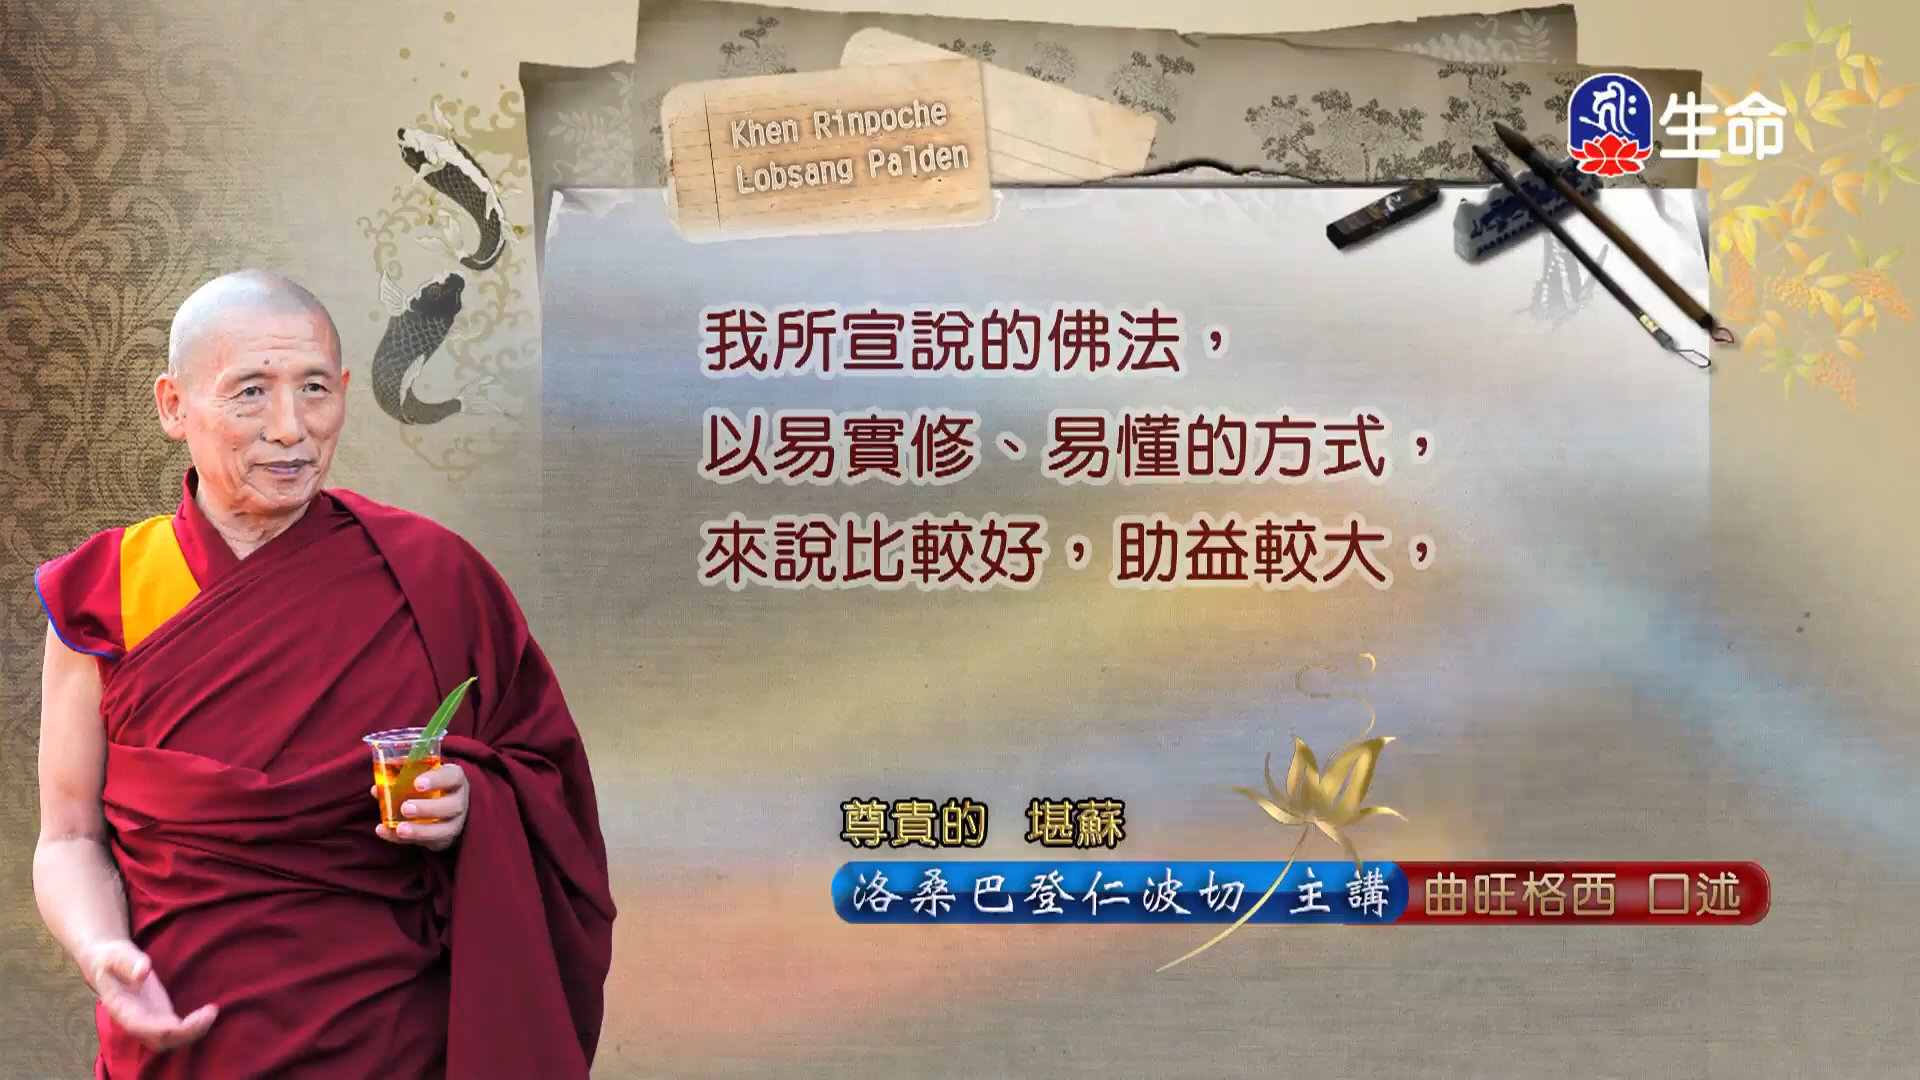 Khen Rinpoche
Lobsang Palden
生命
我所宣說的佛法，
以易實修、易懂的方式，
來說比較好，助益較大，
尊貴的 堪蘇
洛桑巴登仁波切 主講 曲旺格西 口述